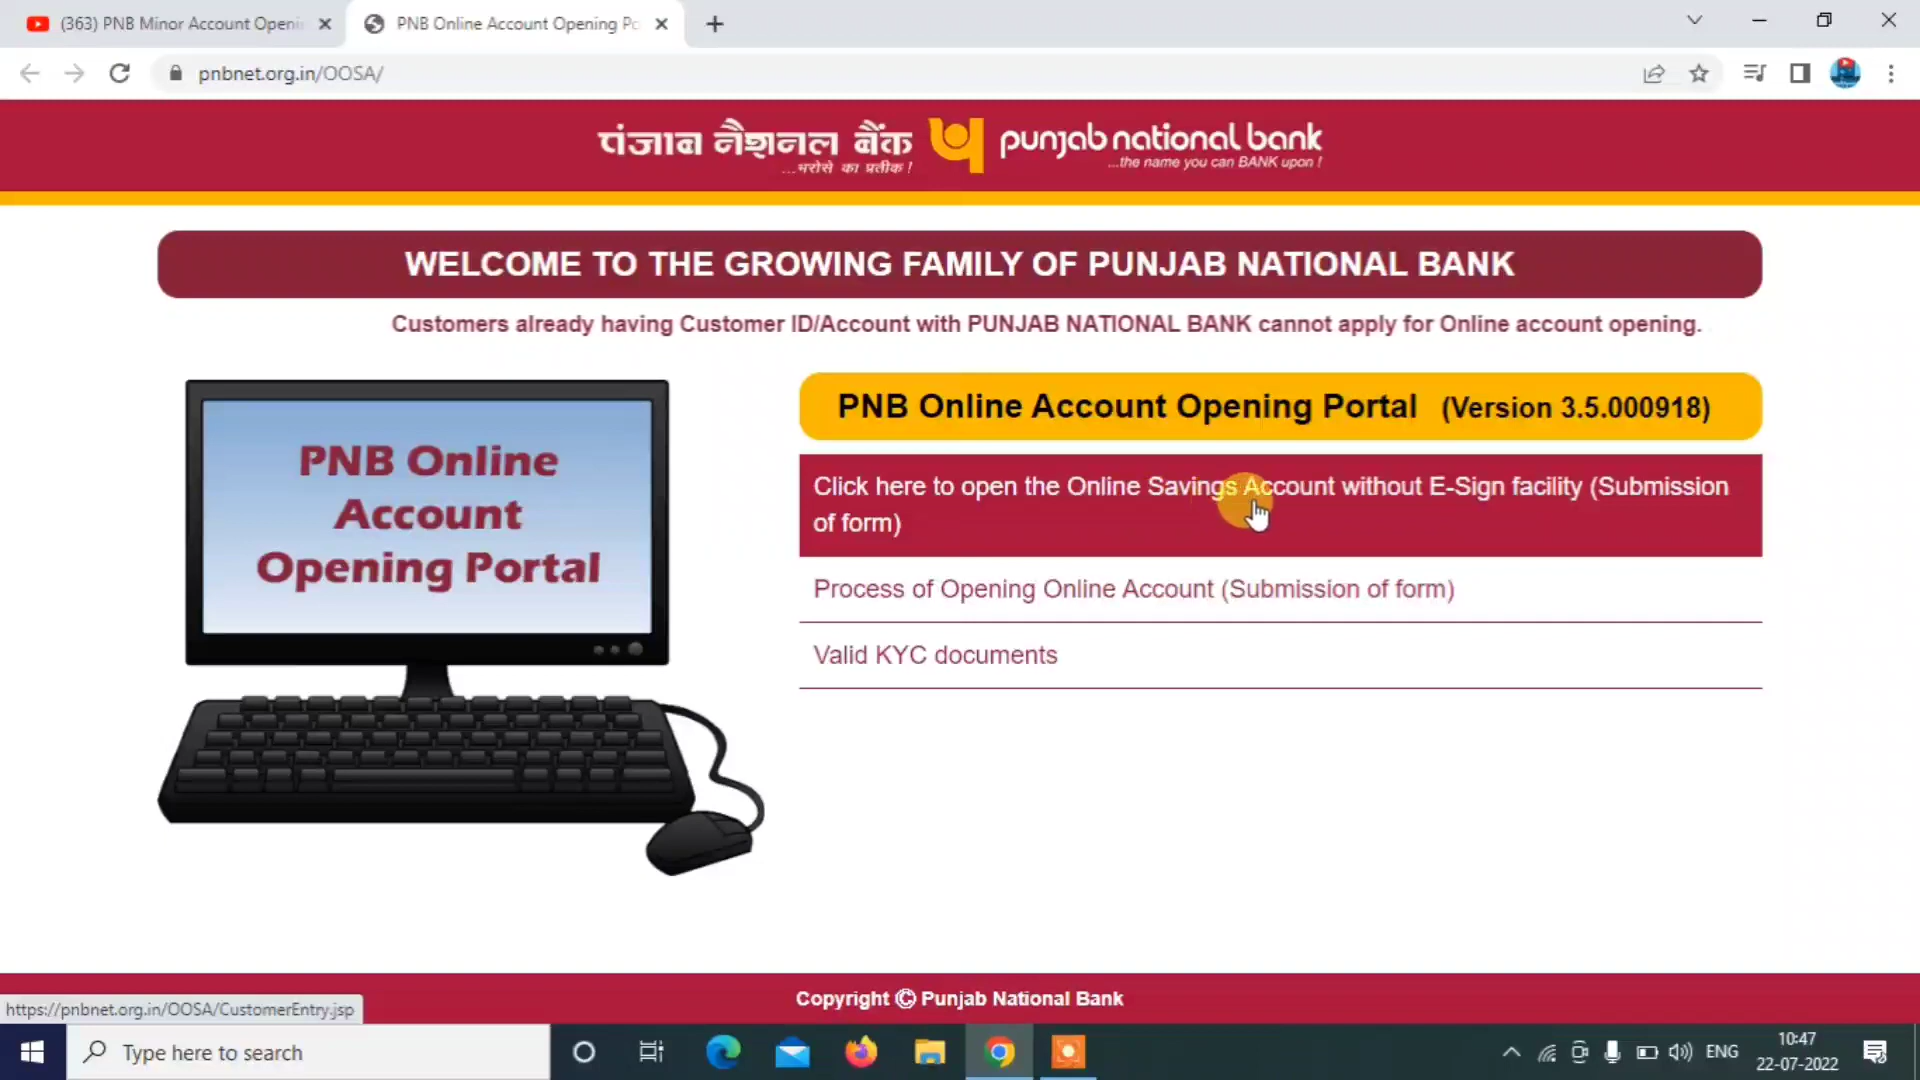 (363) PNB Minor Account Openi
PNB Online Account Opening Po
pnbnet.org.in/OOSA/
पंजाब नैशनल बैंक
...भरोसे का प्रतीक!
punjab national bank
...the name you can BANK upon !
WELCOME TO THE GROWING FAMILY OF PUNJAB NATIONAL BANK
Customers already having Customer ID/Account with PUNJAB NATIONAL BANK cannot apply for Online account opening.
PNB Online
Account
Opening Portal
PNB Online Account Opening Portal (Version 3.5.000918)
Click here to open the Online Savings Account without E-Sign facility (Submission
of form)
Process of Opening Online Account (Submission of form)
Valid KYC documents
Copyright © Punjab National Bank
https://pnbnet.org.in/OOSA/CustomerEntry.jsp
Type here to search
ENG
10:47
22-07-2022